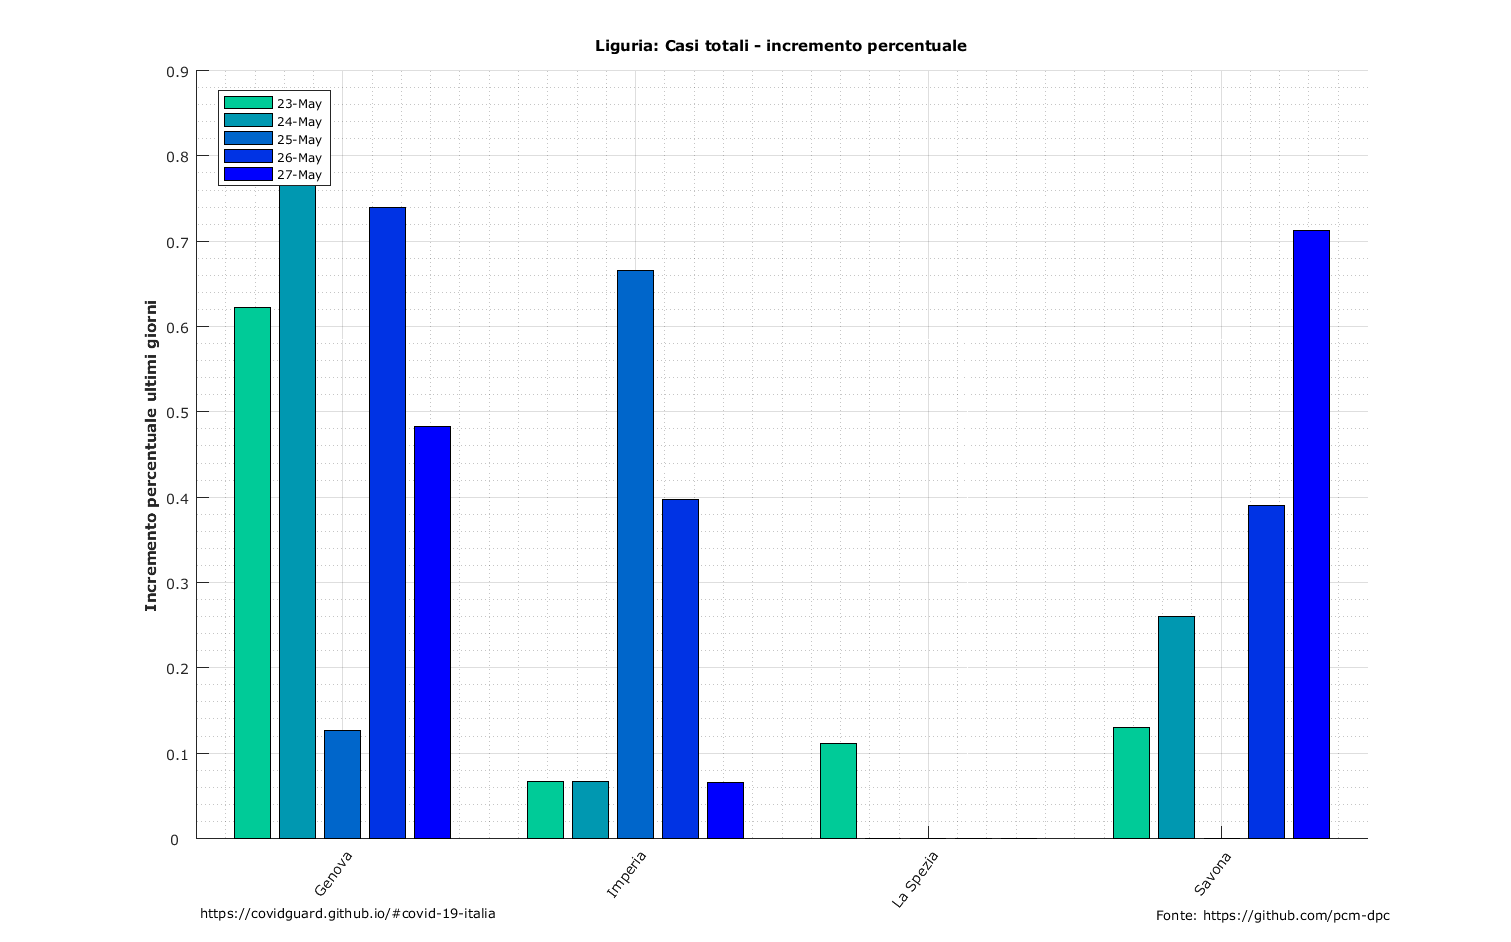 Liguria: Casi totali - incremento percentuale
Incremento percentuale ultimi giorni
0.9
0.8
0.7
0.6
0.5
0.4
0.3
0.2
0.1
0
23-May
24-May
25-May
26-May
27-May
Genova
Imperia
La Spezia
Savona
https://covidguard.github.io/#covid-19-italia
Fonte: https://github.com/pcm-dpc